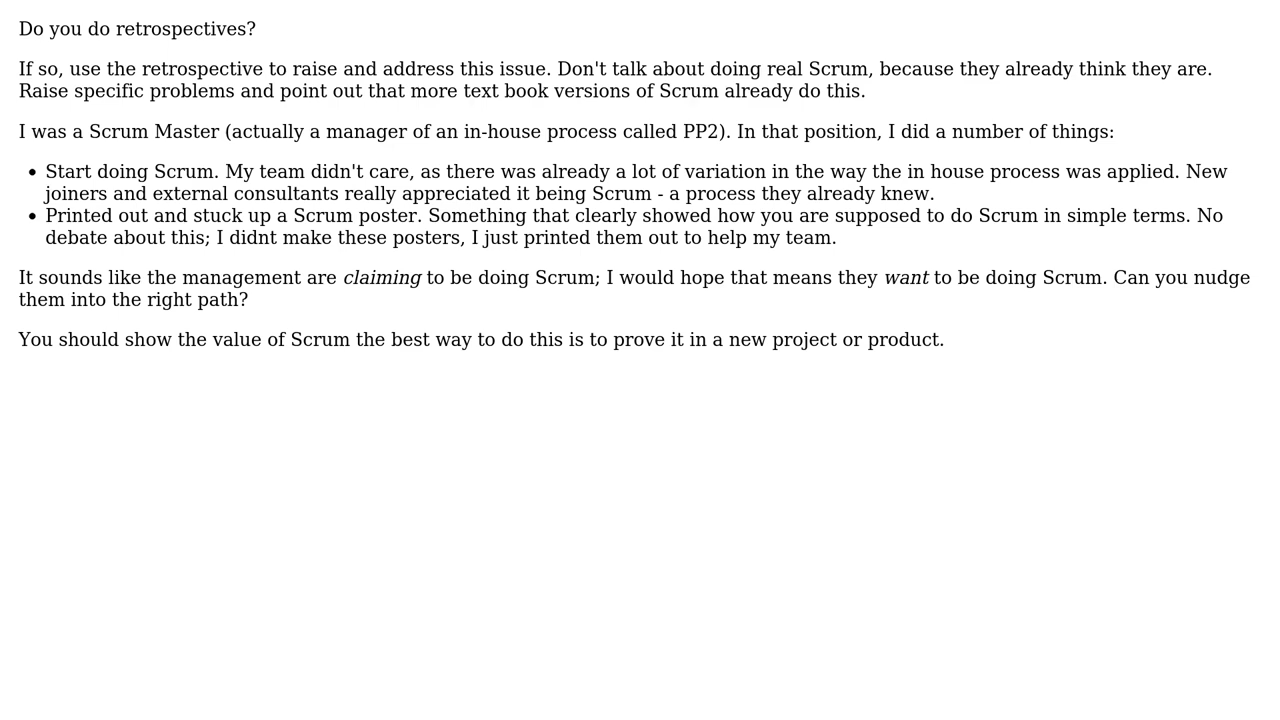 Do you do retrospectives?
If so, use the retrospective to raise and address this issue. Don't talk about doing real Scrum, because they already think they are.
Raise specific problems and point out that more text book versions of Scrum already do this.
I was a Scrum Master (actually a manager of an in-house process called PP2). In that position, I did a number of things:
• Start doing Scrum. My team didn't care, as there was already a lot of variation in the way the in house process was applied. New
joiners and external consultants really appreciated it being Scrum - a process they already knew.
• Printed out and stuck up a Scrum poster. Something that clearly showed how you are supposed to do Scrum in simple terms. No
debate about this; I didnt make these posters, I just printed them out to help my team.
It sounds like the management are claiming to be doing Scrum; I would hope that means they want to be doing Scrum. Can you nudge
them into the right path?
You should show the value of Scrum the best way to do this is to prove it in a new project or product.